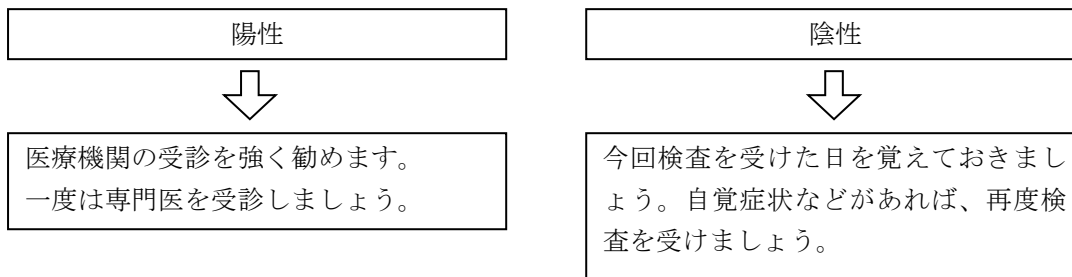 陽性
陰性
医療機関の受診を強く勧めます。
一度は専門医を受診しましょう。
今回検査を受けた日を覚えておきまし
ょう。自覚症状などがあれば、再度検
査を受けましょう。